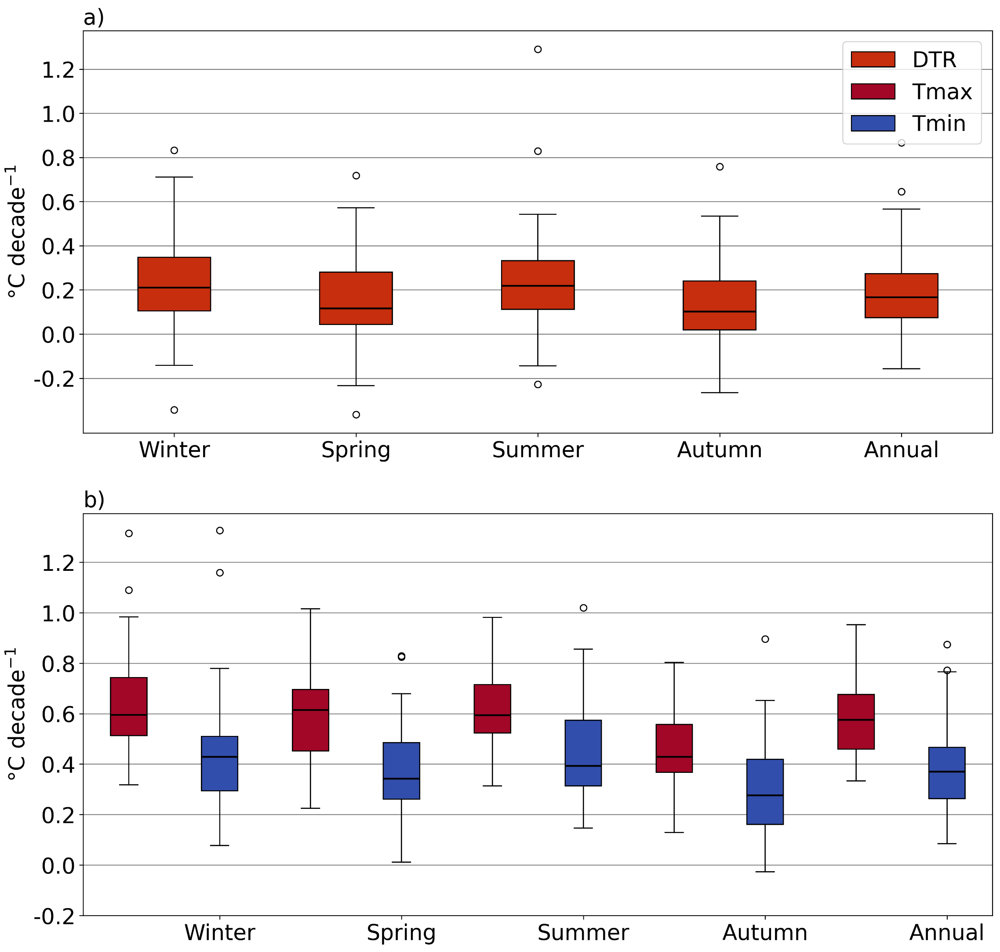 a)
DTR
Tmax
Tmin
1.2
1.0
0.8
0.6
0.4
0.2
0.0
-0.2
°C decade⁻¹
Winter Spring Summer Autumn Annual
b)
1.2
1.0
0.8
0.6
0.4
0.2
0.0
-0.2
°C decade⁻¹
Winter Spring Summer Autumn Annual